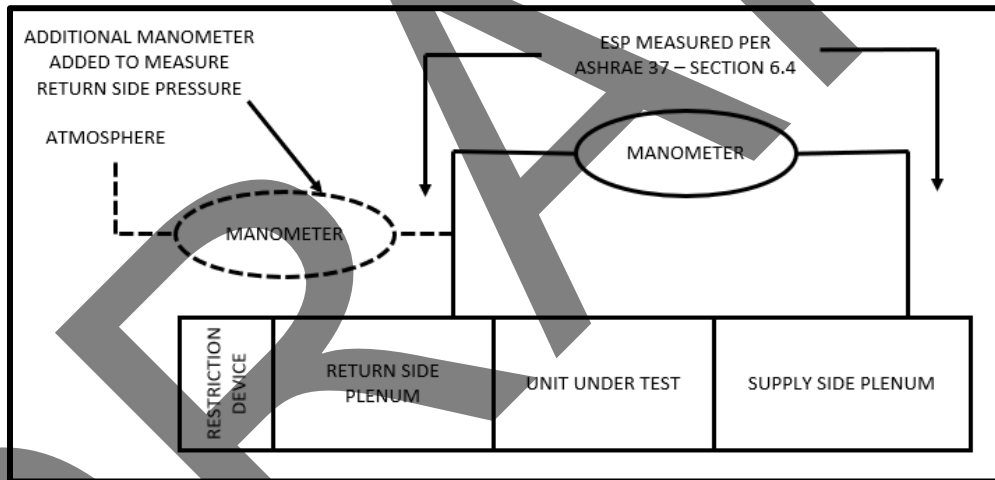 ADDITIONAL MANOMETER
ADDED TO MEASURE
RETURN SIDE PRESSURE
ATMOSPHERE
ESP MEASURED PER
ASHRAE 37 – SECTION 6.4
MANOMETER
MANOMETER
RESTRICTION
DEVICE
RETURN SIDE
PLENUM
UNIT UNDER TEST
SUPPLY SIDE PLENUM